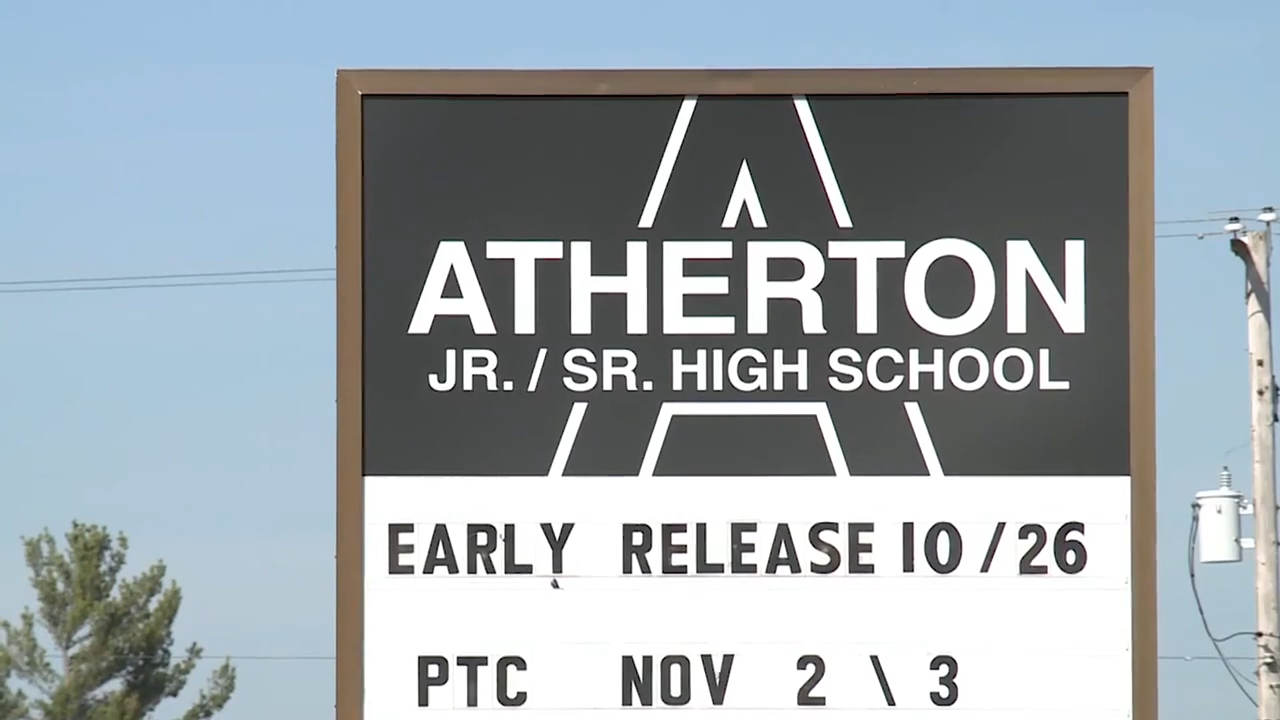 ATHERTON
JR. / SR. HIGH SCHOOL
EARLY RELEASE 10/26
PTC NOV 2 \ 3